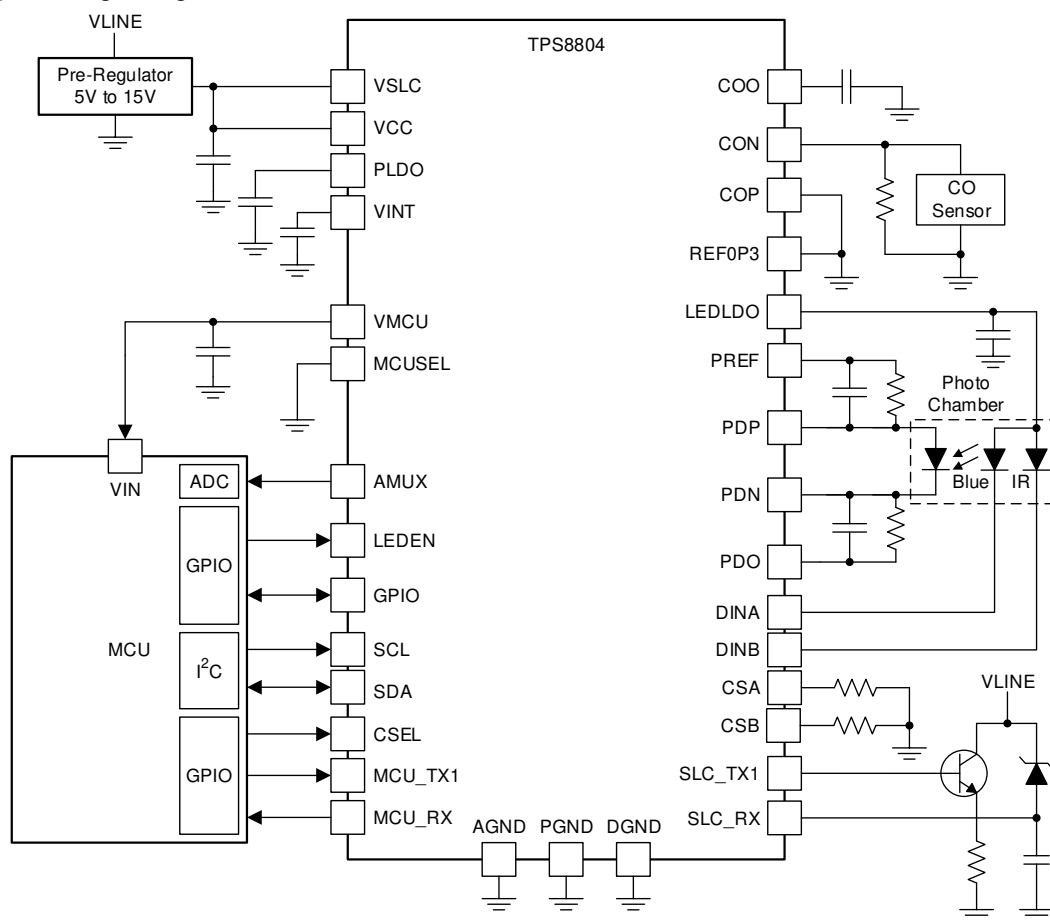 VLINE
Pre-Regulator
5V to 15V
TPS8804
VSLC
VCC
PLDO
VINT
VMCU
MCUSEL
AMUX
LEDEN
GPIO
SCL
SDA
CSEL
MCU_TX1
MCU_RX
VIN
ADC
GPIO
MCU
I²C
GPIO
AGND
PGND
DGND
COO
CON
COP
REF0P3
LEDLDO
PREF
PDP
PDN
PDO
DINA
DINB
CSA
CSB
SLC_TX1
SLC_RX
CO
Sensor
Photo
Chamber
Blue
IR
VLINE